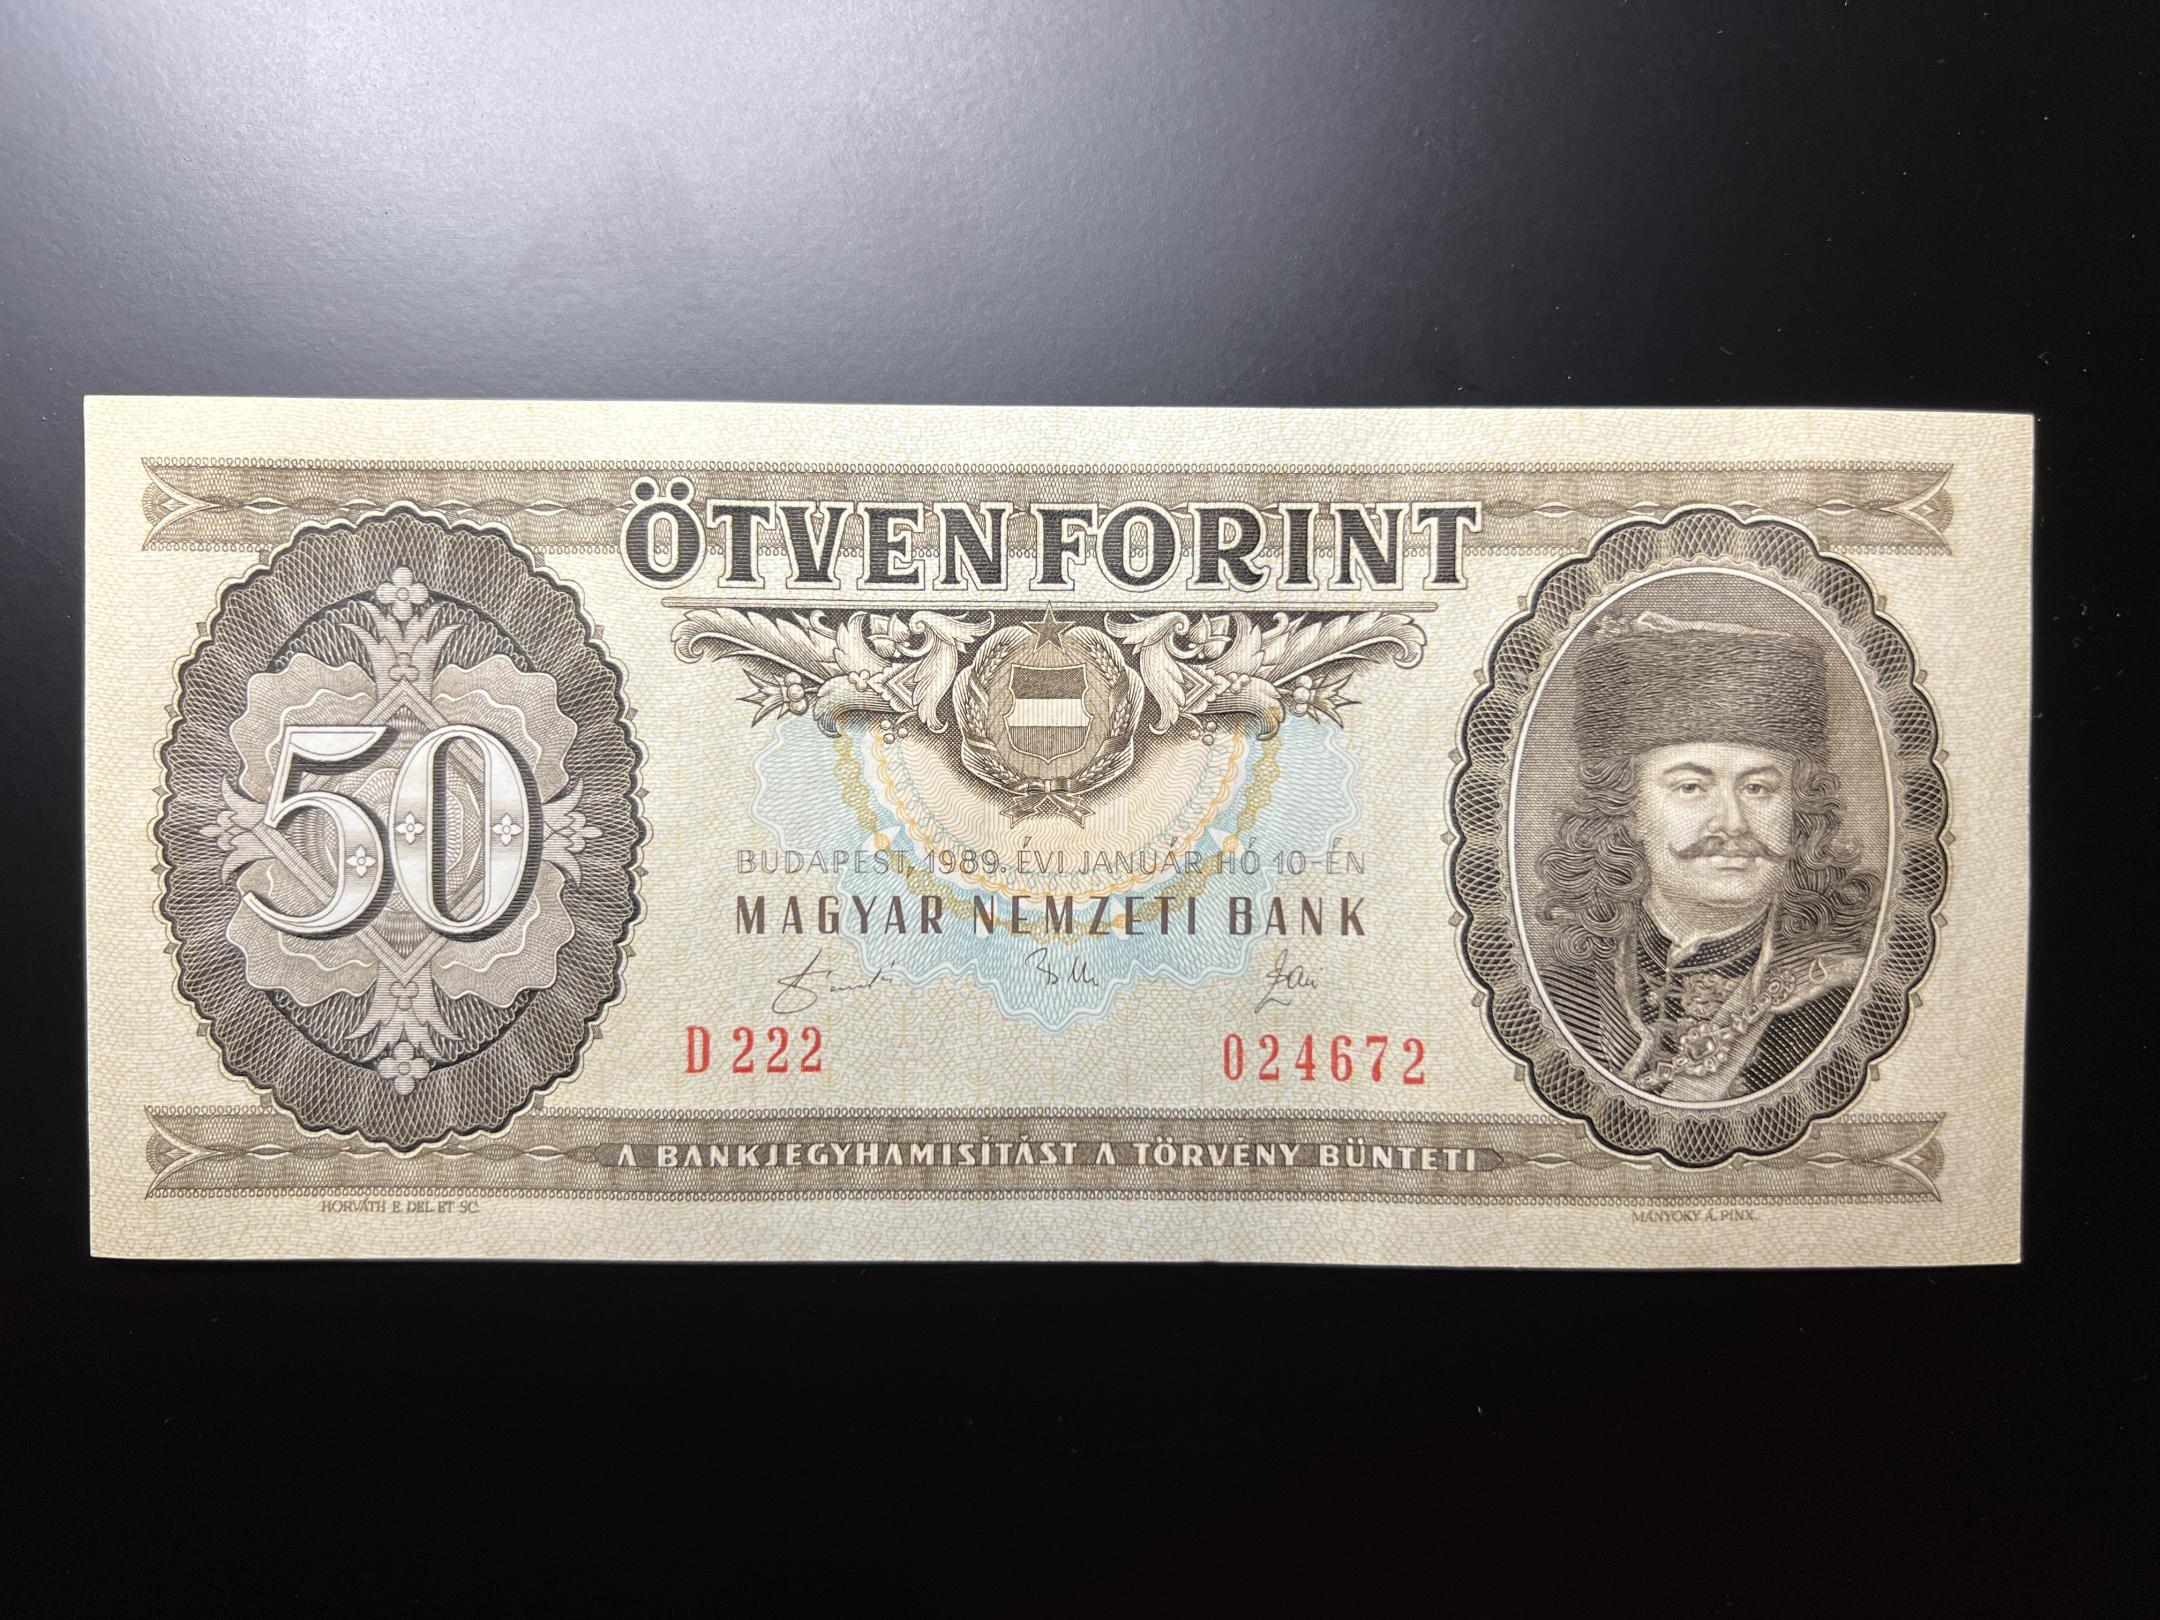 ÖTVEN FORINT
50
BUDAPEST, 1989. ÉVI JANUÁR HÓ 10-ÉN
MAGYAR NEMZETI BANK
D 222 024672
A BANKJEGYHAMISÍTÁST A TÖRVÉNY BÜNTETI
HORVÁTH E. DEL. ET SC. MÁNYOKY Á. PINX.